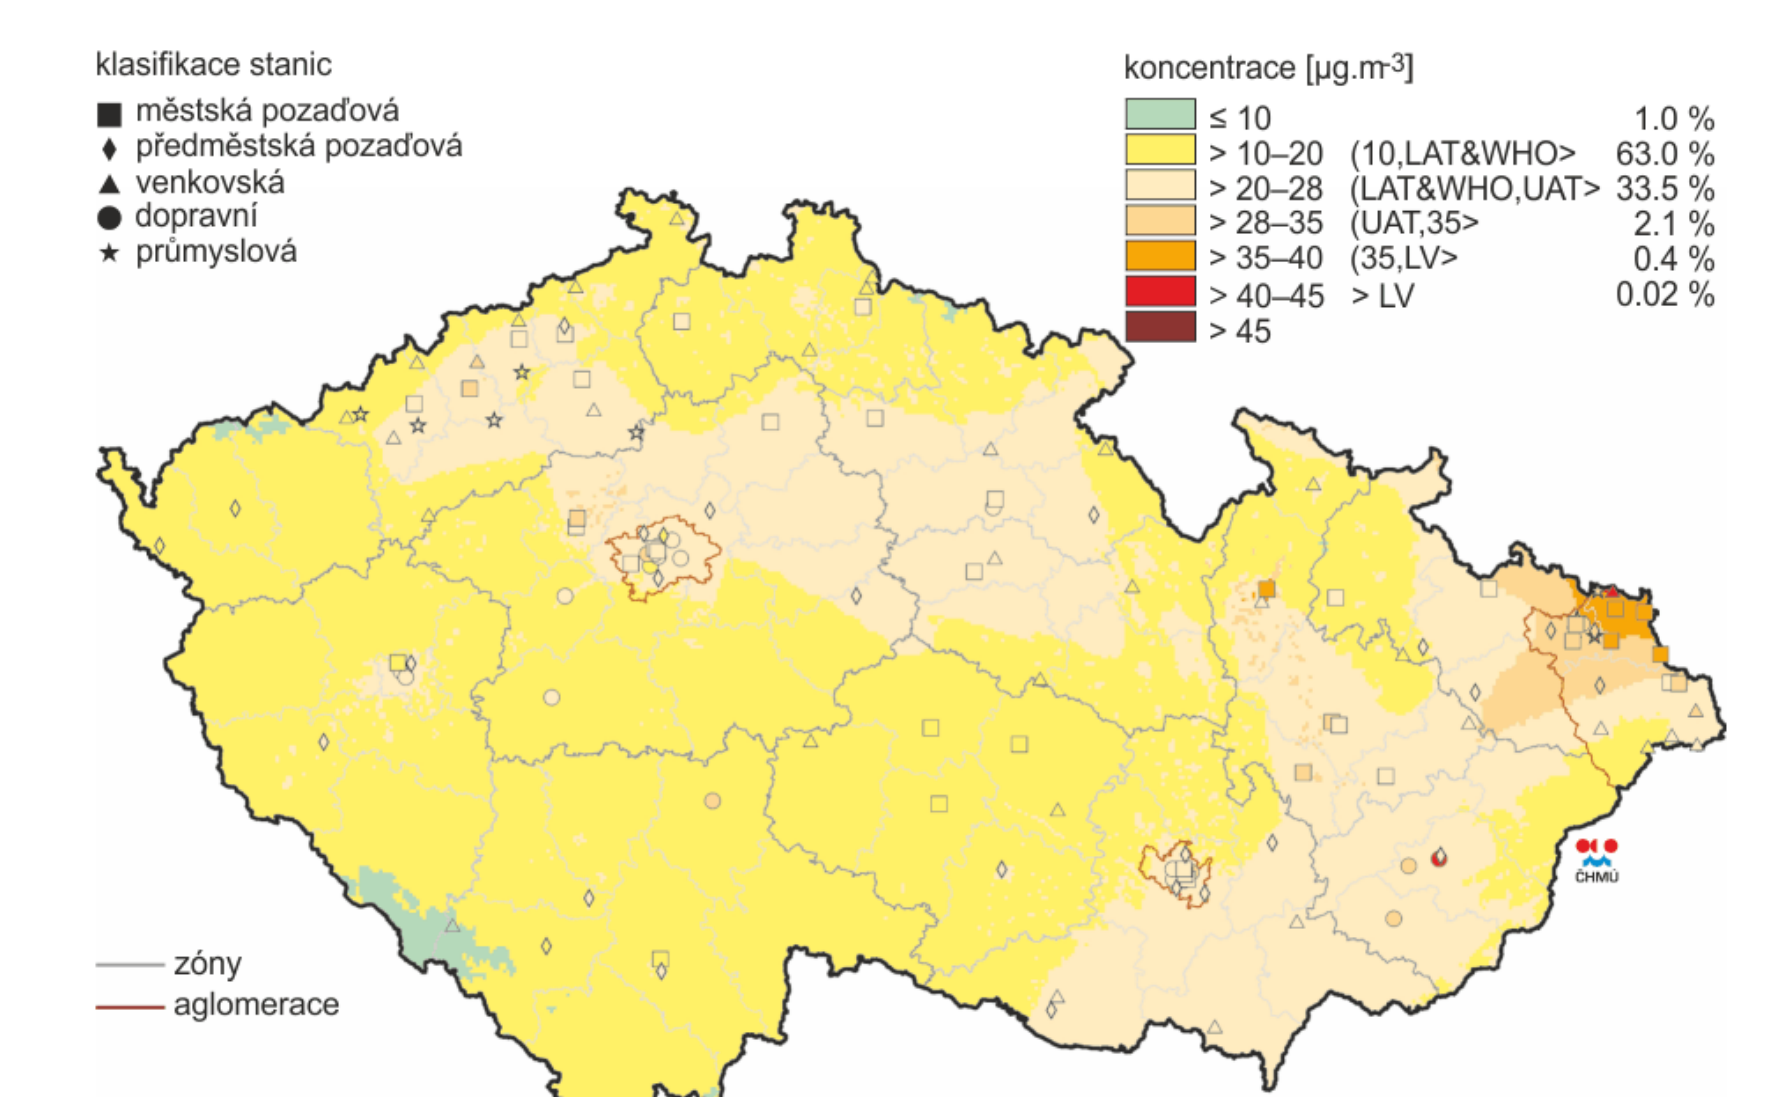 klasifikace stanic
městská pozaďová
předměstská pozaďová
venkovská
dopravní
průmyslová
koncentrace [µg.m-3]
≤ 10 1.0 %
> 10–20 (10,LAT&WHO> 63.0 %
> 20–28 (LAT&WHO,UAT> 33.5 %
> 28–35 (UAT,35> 2.1 %
> 35–40 (35,LV> 0.4 %
> 40–45 > LV 0.02 %
> 45
ČHMÚ
zóny
aglomerace